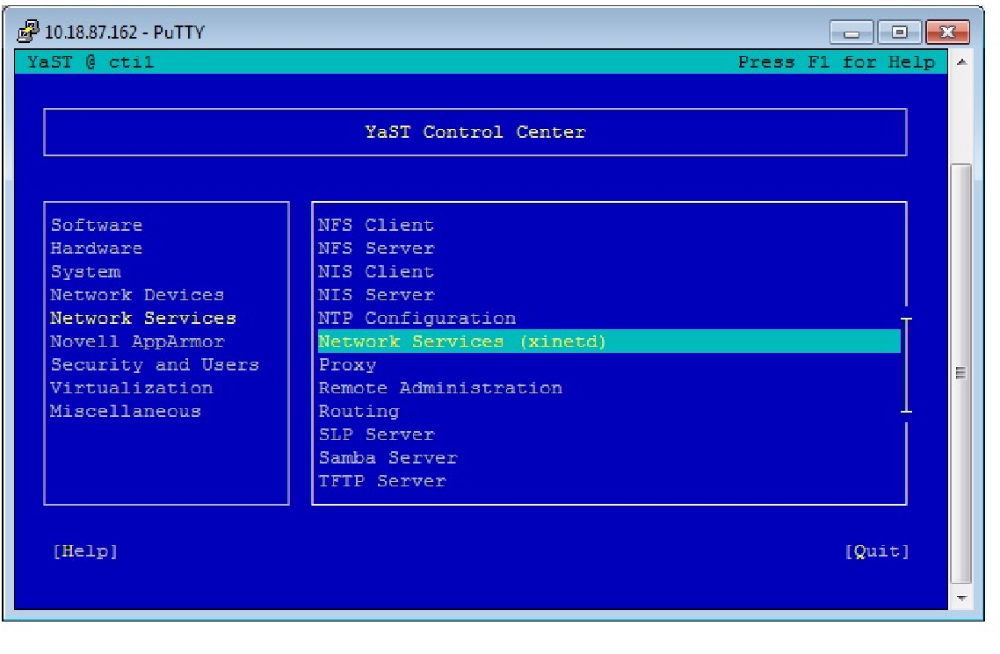 10.18.87.162 - PuTTY
YaST @ cti1 Press F1 for Help
YaST Control Center
Software
Hardware
System
Network Devices
Network Services
Novell AppArmor
Security and Users
Virtualization
Miscellaneous
NFS Client
NFS Server
NIS Client
NIS Server
NTP Configuration
Network Services (xinetd)
Proxy
Remote Administration
Routing
SLP Server
Samba Server
TFTP Server
[Help] [Quit]